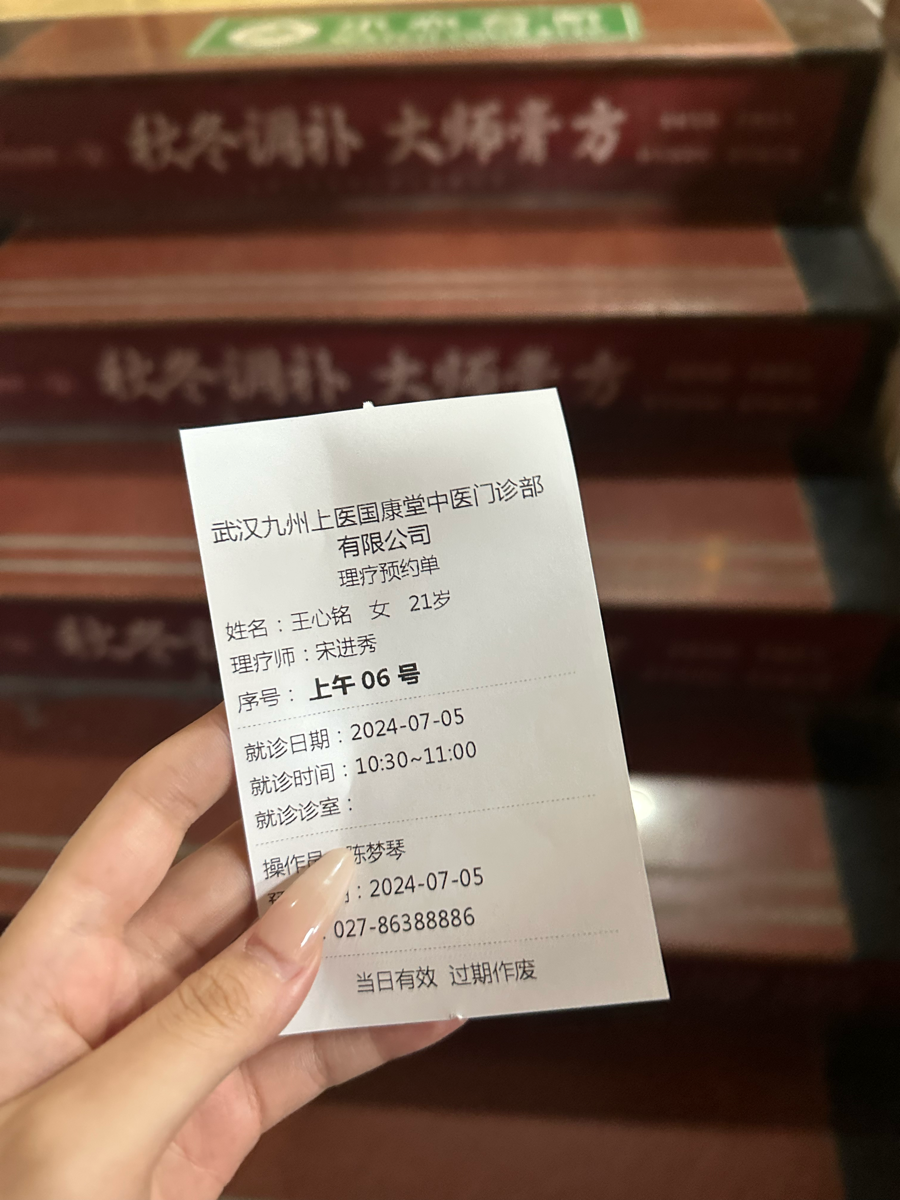 秋冬调补 大师膏方
秋冬调补 大师膏方
秋冬
武汉九州上医国康堂中医门诊部
有限公司
理疗预约单
姓名：王心铭 女 21岁
理疗师：宋进秀
序号： 上午 06 号
就诊日期：2024-07-05
就诊时间：10:30~11:00
就诊诊室：
操作员 陈梦琴
：2024-07-05
：027-86388886
当日有效 过期作废